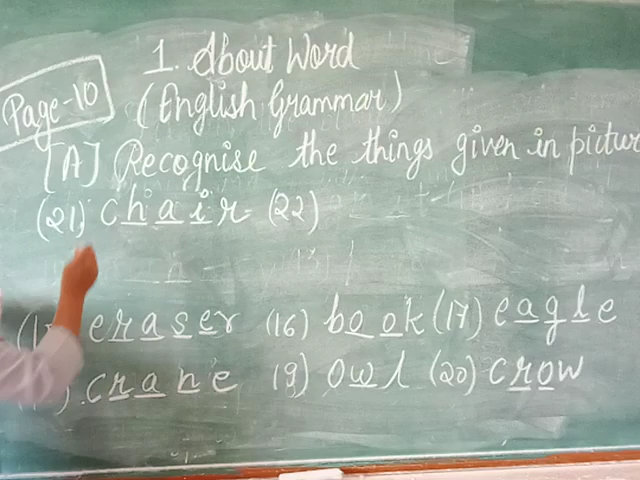 1. About Word
Page-10
(English Grammar)
[A] Recognise the things given in
(21) chair (22)
eraser (16) book (17) eagle
crane (19) owl (20) crow